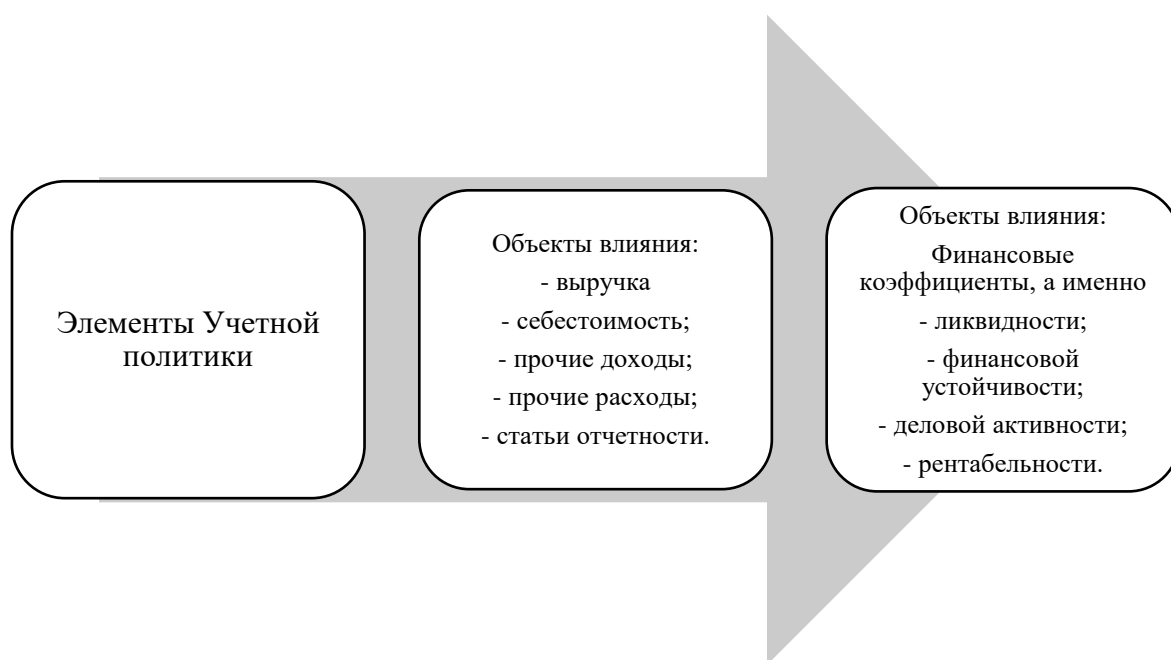 Элементы Учетной
политики
Объекты влияния:
- выручка
- себестоимость;
- прочие доходы;
- прочие расходы;
- статьи отчетности.
Объекты влияния:
Финансовые
коэффициенты, а именно
- ликвидности;
- финансовой
устойчивости;
- деловой активности;
- рентабельности.